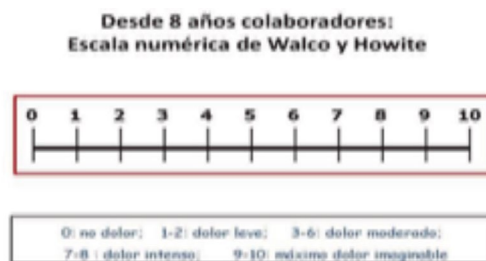 Desde 8 años colaboradores:
Escala numérica de Walco y Howite
0 1 2 3 4 5 6 7 8 9 10
0: no dolor; 1-2: dolor leve; 3-6: dolor moderado;
7-8 : dolor intenso; 9-10: máximo dolor imaginable